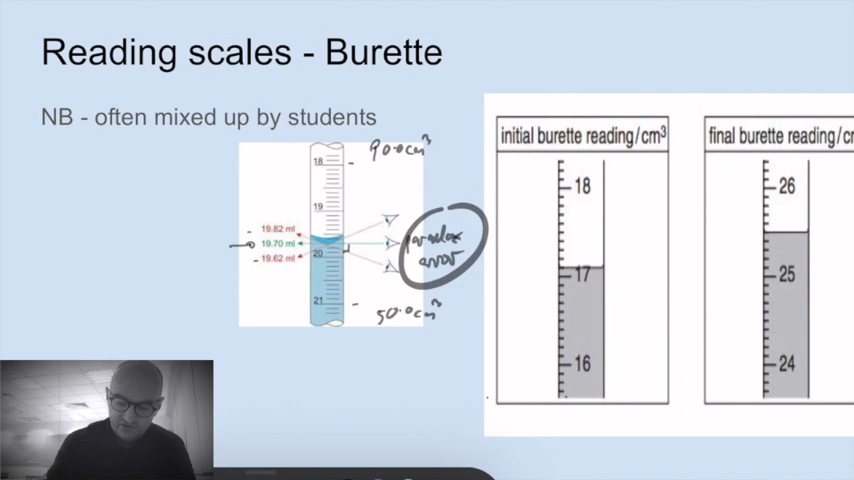 Reading scales - Burette
NB - often mixed up by students
90.0cm³
18
19
19.82 ml
19.70 ml
19.62 ml
20
21
parallax
error
50.0cm³
initial burette reading/cm³
18
17
16
final burette reading/cr
26
25
24